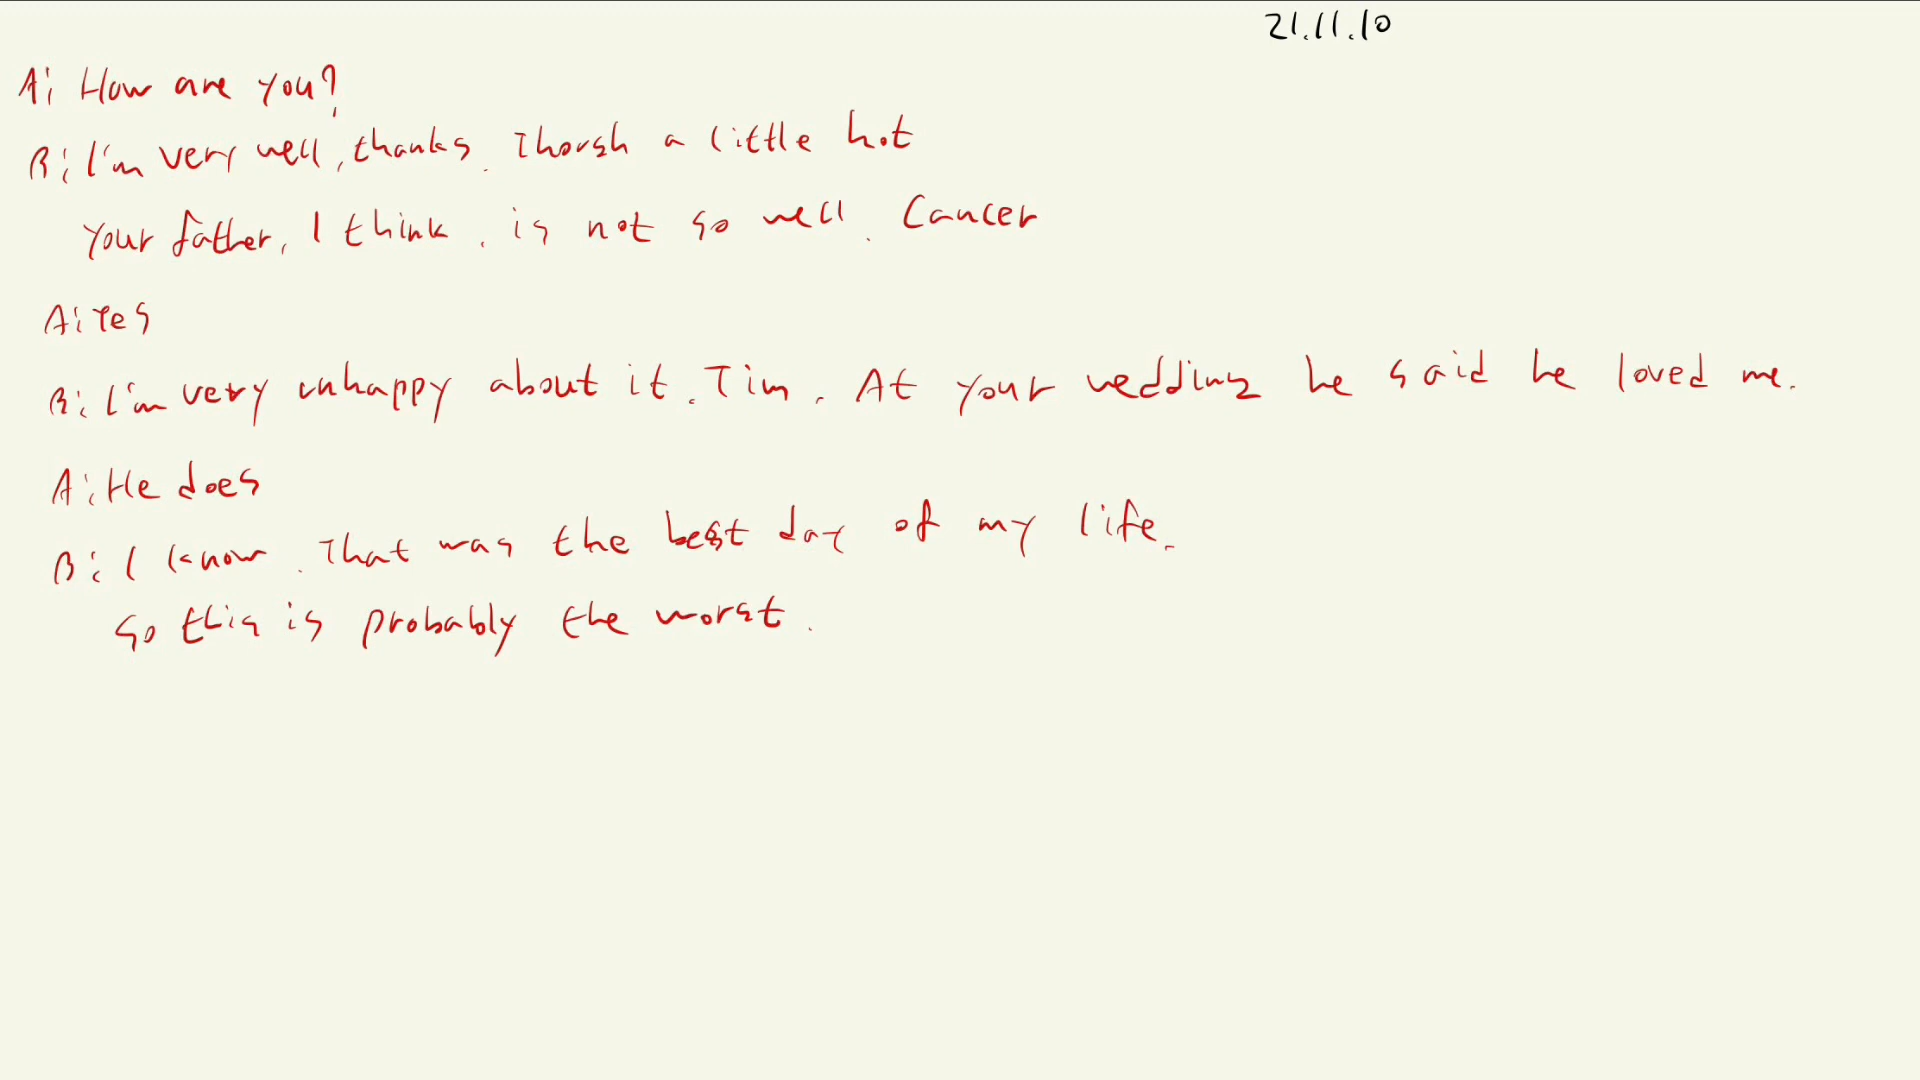 21.11.10
A: How are you?
B: I'm very well, thanks. Though a little hot
Your father, I think, is not so well. Cancer
A: Yes
B: I'm very unhappy about it, Tim. At your wedding he said he loved me.
A: He does
B: I know. That was the best day of my life.
So this is probably the worst.